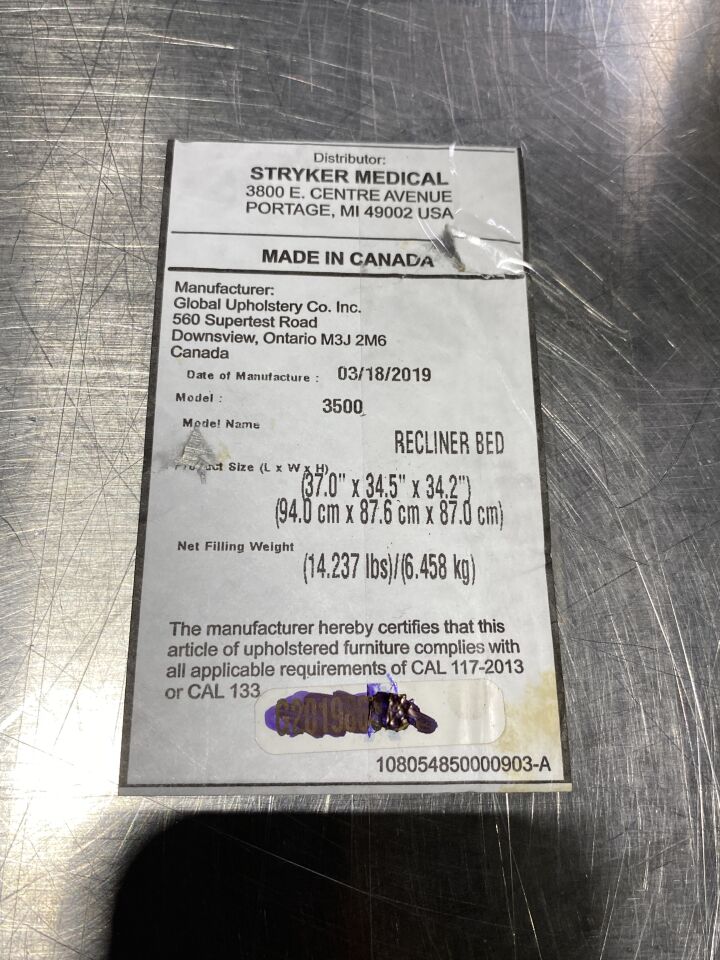 Distributor:
STRYKER MEDICAL
3800 E. CENTRE AVENUE
PORTAGE, MI 49002 USA
MADE IN CANADA
Manufacturer:
Global Upholstery Co. Inc.
560 Supertest Road
Downsview, Ontario M3J 2M6
Canada
Date of Manufacture : 03/18/2019
Model : 3500
Model Name
RECLINER BED
Product Size (L x W x H)
(37.0" x 34.5" x 34.2")
(94.0 cm x 87.6 cm x 87.0 cm)
Net Filling Weight
(14.237 lbs)/(6.458 kg)
The manufacturer hereby certifies that this
article of upholstered furniture complies with
all applicable requirements of CAL 117-2013
or CAL 133
108054850000903-A